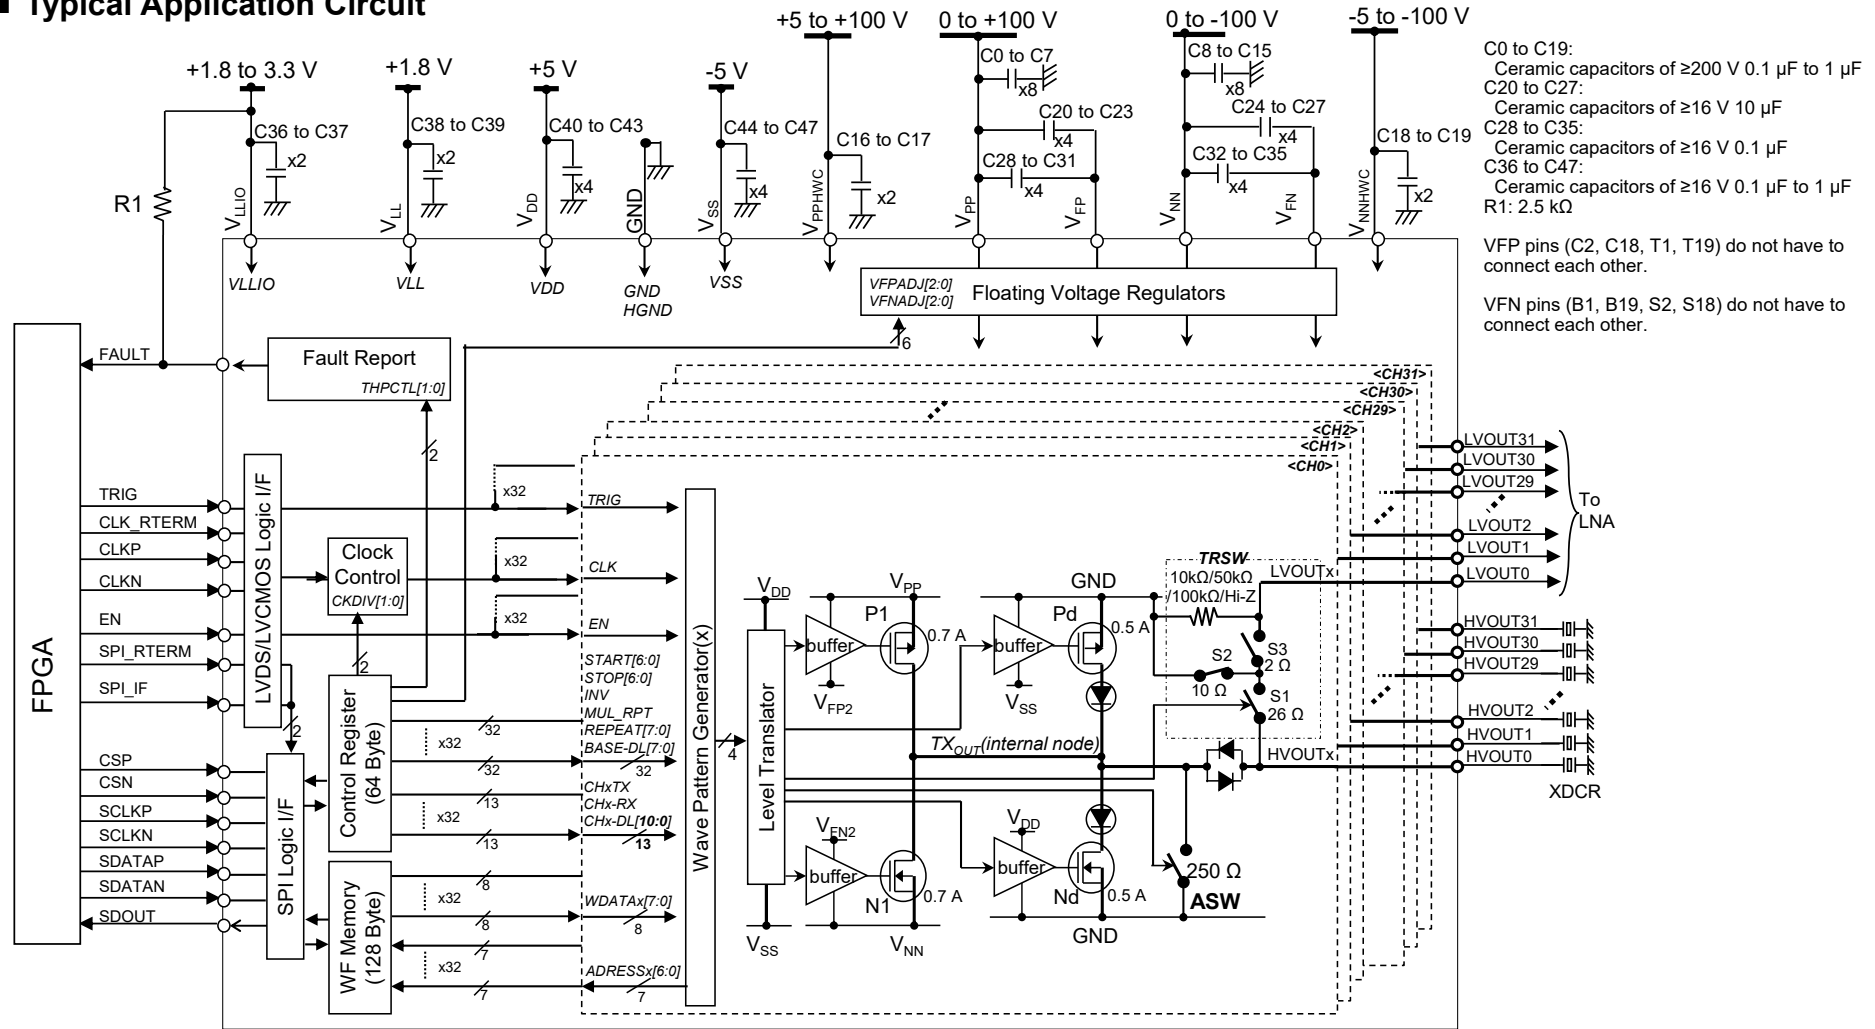 Typical Application Circuit
+1.8 to 3.3 V
+1.8 V
+5 V
-5 V
+5 to +100 V
0 to +100 V
0 to -100 V
-5 to -100 V
C36 to C37
x2
C38 to C39
x2
C40 to C43
x4
C44 to C47
x4
C16 to C17
x2
C0 to C7
x8
C20 to C23
x4
C28 to C31
x4
C8 to C15
x8
C24 to C27
x4
C32 to C35
x4
C18 to C19
x2
C0 to C19:
Ceramic capacitors of ≥200 V 0.1 µF to 1 µF
C20 to C27:
Ceramic capacitors of ≥16 V 10 µF
C28 to C35:
Ceramic capacitors of ≥16 V 0.1 µF
C36 to C47:
Ceramic capacitors of ≥16 V 0.1 µF to 1 µF
R1: 2.5 kΩ
VFP pins (C2, C18, T1, T19) do not have to
connect each other.
VFN pins (B1, B19, S2, S18) do not have to
connect each other.
R1
VLLIO
VLL
VDD
GND
VSS
VPPHWC
VPP
VFP
VNN
VFN
VNNHWC
VLLIO
VLL
VDD
GND
HGND
VSS
VFPADJ[2:0]
VFNADJ[2:0]
Floating Voltage Regulators
6
FPGA
FAULT
Fault Report
THPCTL[1:0]
2
TRIG
CLK_RTERM
CLKP
CLKN
EN
SPI_RTERM
SPI_IF
CSP
CSN
SCLKP
SCLKN
SDATAP
SDATAN
SDOUT
LVDS/LVCMOS Logic I/F
2
SPI Logic I/F
Clock
Control
CKDIV[1:0]
2
Control Register
(64 Byte)
WF Memory
(128 Byte)
x32
x32
x32
32
x32
32
13
x32
13
8
x32
8
7
x32
7
TRIG
CLK
EN
START[6:0]
STOP[6:0]
INV
MUL_RPT
REPEAT[7:0]
BASE-DL[7:0]
32
CHxTX
CHx-RX
CHx-DL[10:0]
13
WDATAx[7:0]
8
ADRESSx[6:0]
7
Wave Pattern Generator(x)
4
Level Translator
VDD
VSS
<CH31>
<CH30>
<CH29>
<CH2>
<CH1>
<CH0>
buffer
P1
VPP
0.7 A
VFP2
buffer
Pd
GND
0.5 A
VSS
TXOUT(internal node)
VFN2
buffer
N1
0.7 A
VNN
VDD
buffer
Nd
0.5 A
GND
TRSW
10kΩ/50kΩ
/100kΩ/Hi-Z
LVOUTx
S3
2 Ω
S2
10 Ω
S1
26 Ω
HVOUTx
250 Ω
ASW
LVOUT31
LVOUT30
LVOUT29
LVOUT2
LVOUT1
LVOUT0
To
LNA
HVOUT31
HVOUT30
HVOUT29
HVOUT2
HVOUT1
HVOUT0
XDCR